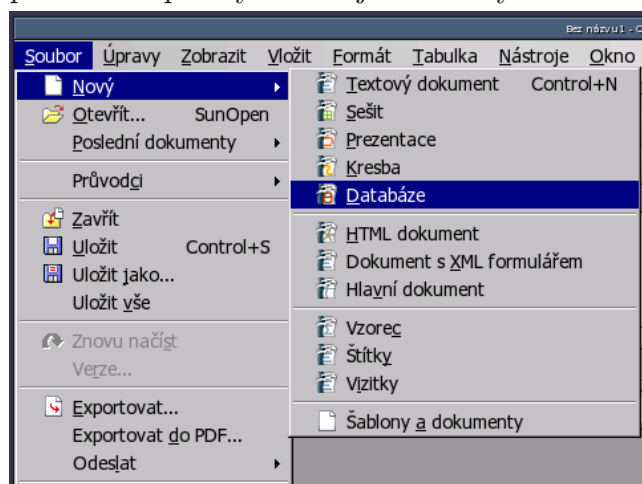 Bez názvu1 - O
Soubor Úpravy Zobrazit Vložit Formát Tabulka Nástroje Okno
Nový
Otevřít... SunOpen
Poslední dokumenty
Průvodci
Zavřít
Uložit Control+S
Uložit jako...
Uložit vše
Znovu načíst
Verze...
Exportovat...
Exportovat do PDF...
Odeslat
Textový dokument Control+N
Sešit
Prezentace
Kresba
Databáze
HTML dokument
Dokument s XML formulářem
Hlavní dokument
Vzorec
Štítky
Vizitky
Šablony a dokumenty